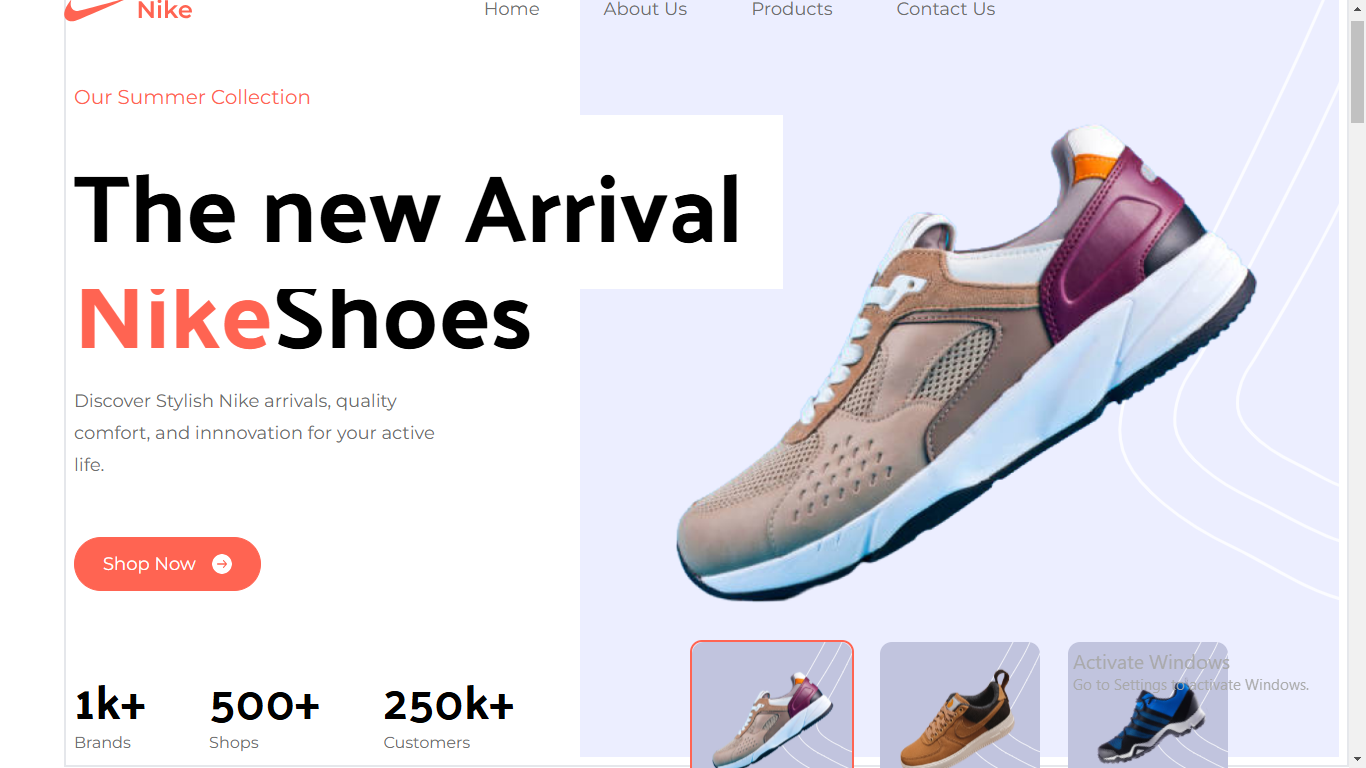 Nike
Home About Us Products Contact Us
Our Summer Collection
The new Arrival
NikeShoes
Discover Stylish Nike arrivals, quality
comfort, and innnovation for your active
life.
Shop Now
1k+ 500+ 250k+
Brands Shops Customers
Activate Windows
Go to Settings to activate Windows.